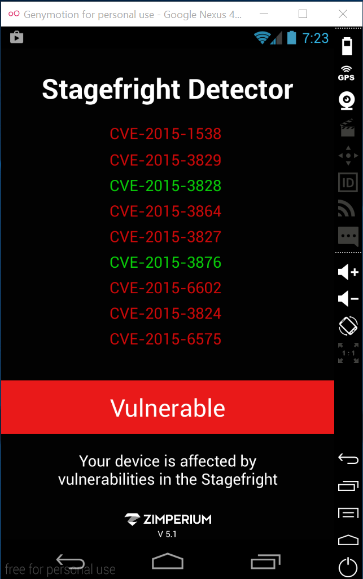 Genymotion for personal use - Google Nexus 4...
7:23
GPS
Stagefright Detector
CVE-2015-1538
CVE-2015-3829
CVE-2015-3828
CVE-2015-3864
CVE-2015-3827
CVE-2015-3876
CVE-2015-6602
CVE-2015-3824
CVE-2015-6575
ID
1:1
Vulnerable
Your device is affected by
vulnerabilities in the Stagefright
ZIMPERIUM
V 5.1
free for personal use